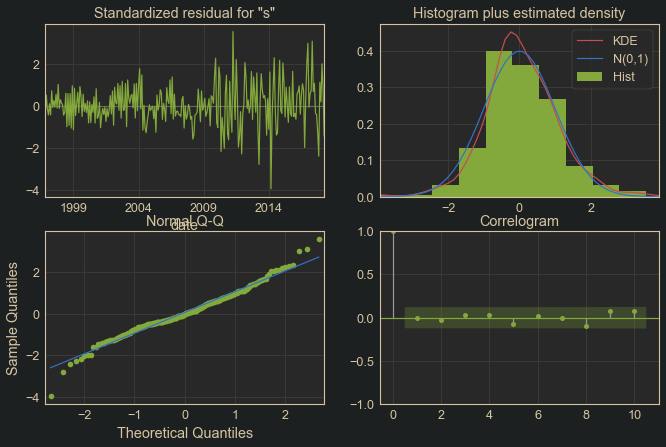 Standardized residual for "s"
2
0
−2
−4
1999 2004 2009 2014
date
Histogram plus estimated density
KDE
N(0,1)
Hist
0.4
0.3
0.2
0.1
0.0
−2 0 2
Normal Q-Q
Sample Quantiles
2
0
−2
−4
−2 −1 0 1 2
Theoretical Quantiles
Correlogram
1.0
0.5
0.0
−0.5
−1.0
0 2 4 6 8 10